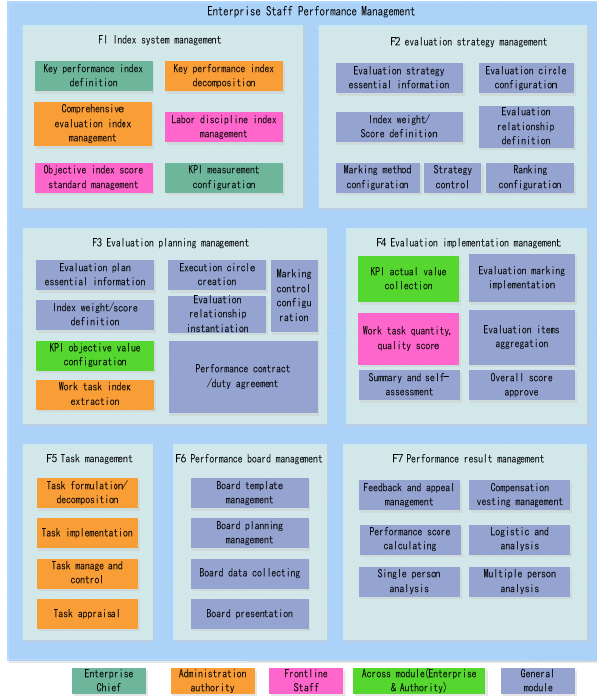 Enterprise Staff Performance Management
F1 Index system management
Key performance index
definition
Key performance index
decomposition
Comprehensive
evaluation index
management
Labor discipline index
management
Objective index score
standard management
KPI measurement
configuration
F2 evaluation strategy management
Evaluation strategy
essential information
Evaluation circle
configuration
Index weight/
Score definition
Evaluation
relationship
definition
Marking method
configuration
Strategy
control
Ranking
configuration
F3 Evaluation planning management
Evaluation plan
essential information
Execution circle
creation
Marking
control
configu
ration
Index weight/score
definition
Evaluation
relationship
instantiation
KPI objective value
configuration
Performance contract
/duty agreement
Work task index
extraction
F4 Evaluation implementation management
KPI actual value
collection
Evaluation marking
implementation
Work task quantity,
quality score
Evaluation items
aggregation
Summary and self-
assessment
Overall score
approve
F5 Task management
Task formulation/
decomposition
Task implementation
Task manage and
control
Task appraisal
F6 Performance board management
Board template
management
Board planning
management
Board data collecting
Board presentation
F7 Performance result management
Feedback and appeal
management
Compensation
vesting management
Performance score
calculating
Logistic and
analysis
Single person
analysis
Multiple person
analysis
Enterprise
Chief
Administration
authority
Frontline
Staff
Across module(Enterprise
& Authority)
General
module